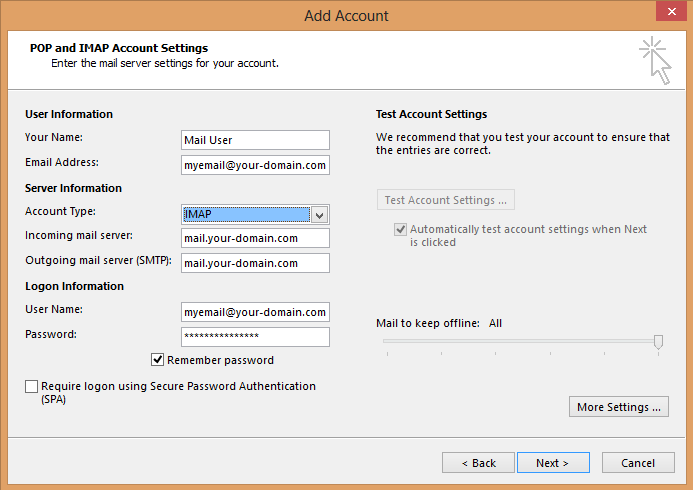 Add Account
POP and IMAP Account Settings
Enter the mail server settings for your account.
User Information
Your Name: Mail User
Email Address: myemail@your-domain.com
Server Information
Account Type: IMAP
Incoming mail server: mail.your-domain.com
Outgoing mail server (SMTP): mail.your-domain.com
Logon Information
User Name: myemail@your-domain.com
Password: ***************
Remember password
Require logon using Secure Password Authentication
(SPA)
Test Account Settings
We recommend that you test your account to ensure that
the entries are correct.
Test Account Settings ...
Automatically test account settings when Next
is clicked
Mail to keep offline: All
More Settings ...
< Back
Next >
Cancel